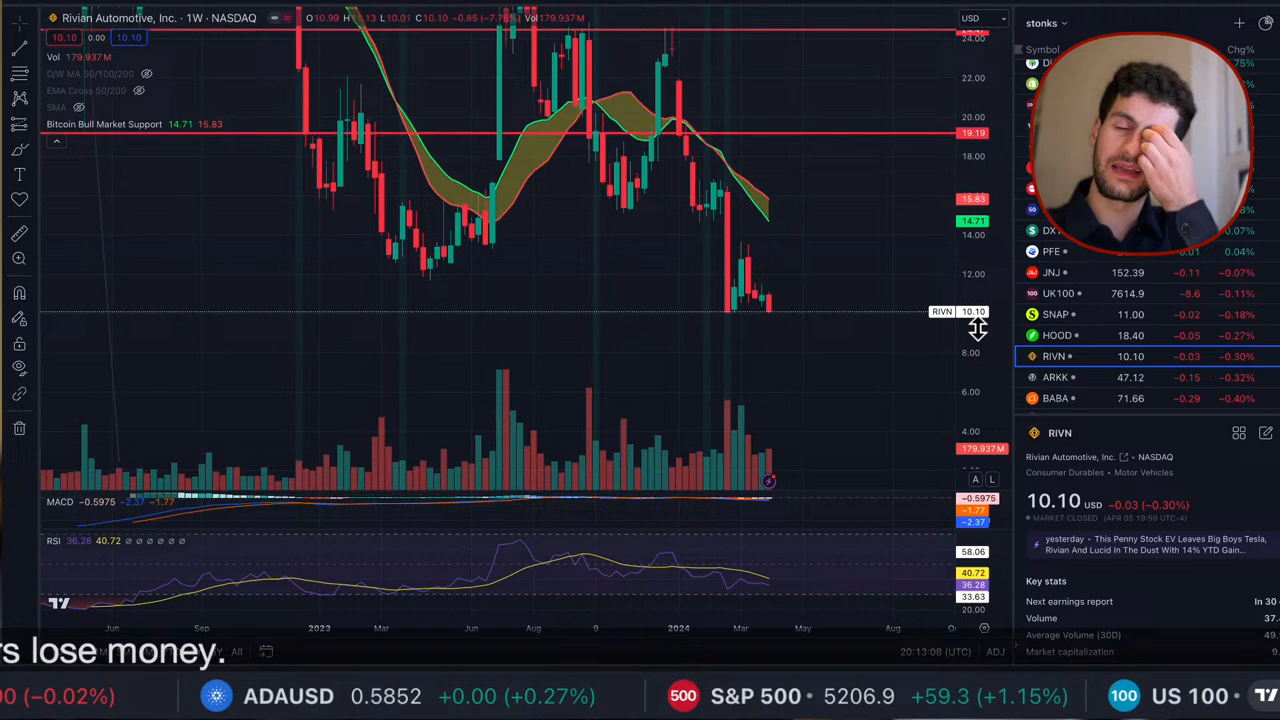 Rivian Automotive, Inc. · 1W · NASDAQ
O 10.99 H 11.13 L 10.01 C 10.10 −0.85 (−7.76%) Vol 179.937M
USD
10.10 0.00 10.10
Vol 179.937M
D/W MA 50/100/200
EMA Cross 50/200
SMA
Bitcoin Bull Market Support 14.71 15.83
24.00
22.00
20.00
19.19
18.00
15.83
14.71
14.00
12.00
RIVN 10.10
8.00
6.00
4.00
179.937M
A L
MACD −0.5975 −2.37 −1.77
−0.5975
−1.77
−2.37
RSI 36.28 40.72
58.06
40.72
36.28
33.63
20.00
Jun Sep 2023 Mar Jun Aug 9 2024 Mar May Aug
All
20:13:08 (UTC) ADJ
stonks
Symbol Chg%
PFE 0.04%
JNJ 152.39 −0.11 −0.07%
UK100 7614.9 −8.6 −0.11%
SNAP 11.00 −0.02 −0.18%
HOOD 18.40 −0.05 −0.27%
RIVN 10.10 −0.03 −0.30%
ARKK 47.12 −0.15 −0.32%
BABA 71.66 −0.29 −0.40%
RIVN
Rivian Automotive, Inc. · NASDAQ
Consumer Durables · Motor Vehicles
10.10 USD −0.03 (−0.30%)
MARKET CLOSED (APR 05 19:59 UTC-4)
yesterday · This Penny Stock EV Leaves Big Boys Tesla,
Rivian And Lucid In The Dust With 14% YTD Gain...
Key stats
Next earnings report In 30
Volume 37.
Average Volume (30D) 49.
Market capitalization 9.
rs lose money.
00 (−0.02%) ADAUSD 0.5852 +0.00 (+0.27%) 500 S&P 500 · 5206.9 +59.3 (+1.15%) 100 US 100 ·